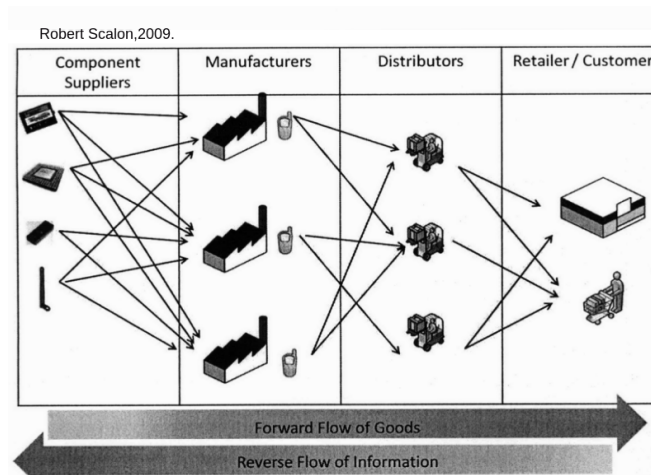 Robert Scalon,2009.
Component
Suppliers
Manufacturers
Distributors
Retailer / Customer
Forward Flow of Goods
Reverse Flow of Information